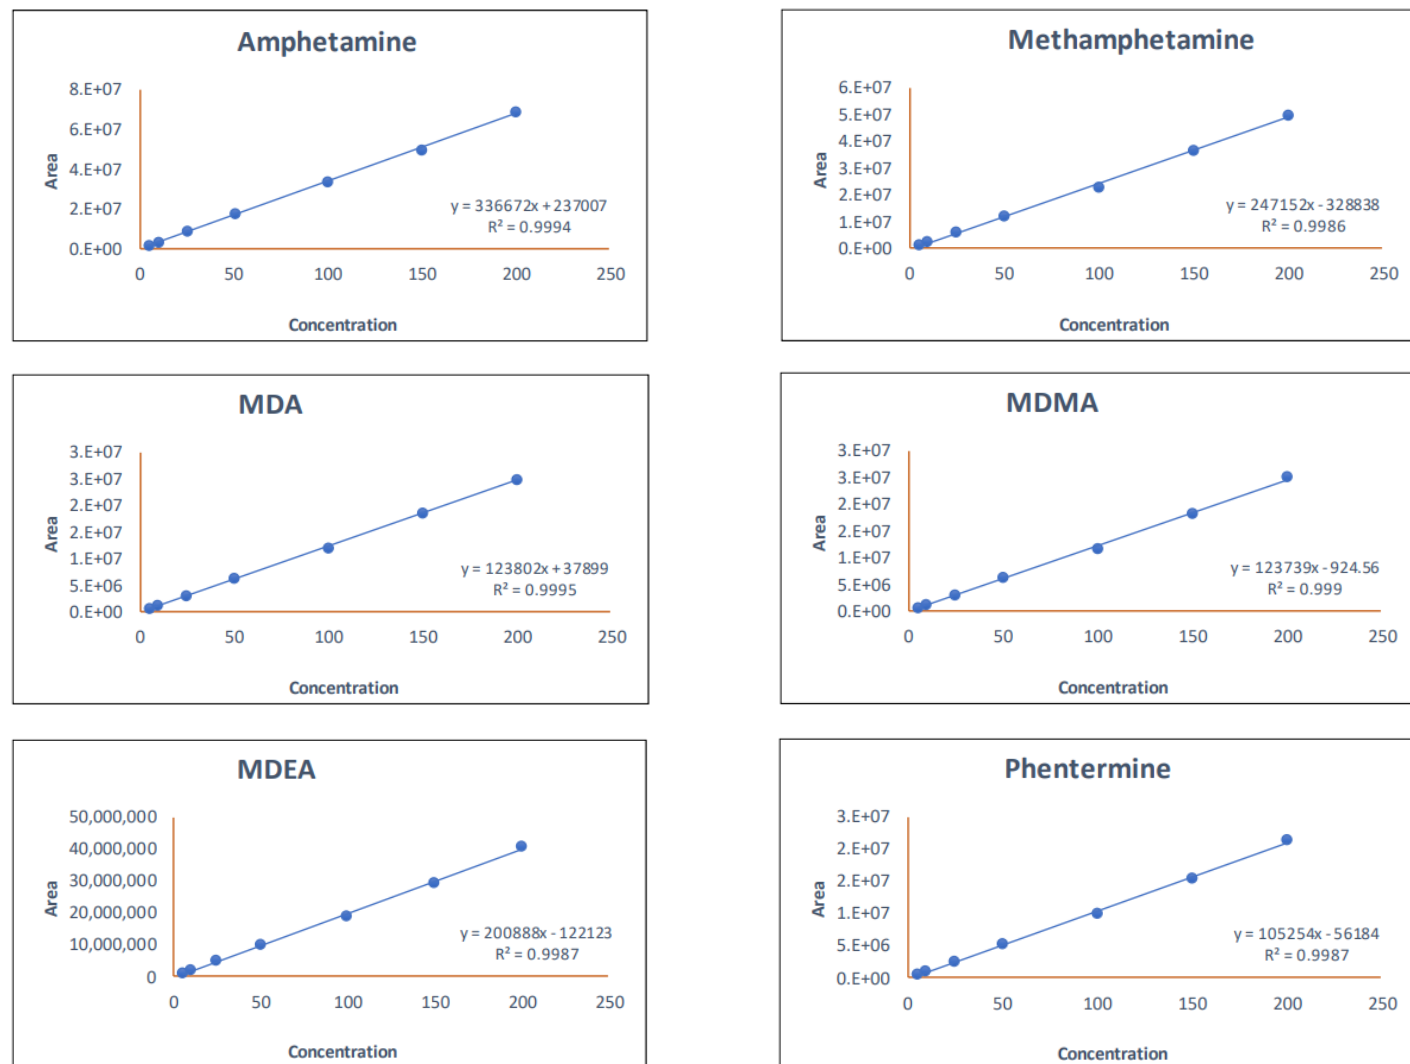 Amphetamine
8.E+07
6.E+07
4.E+07
2.E+07
0.E+00
Area
y = 336672x + 237007
R² = 0.9994
0 50 100 150 200 250
Concentration
Methamphetamine
6.E+07
5.E+07
4.E+07
3.E+07
2.E+07
1.E+07
0.E+00
Area
y = 247152x - 328838
R² = 0.9986
0 50 100 150 200 250
Concentration
MDA
3.E+07
3.E+07
2.E+07
2.E+07
1.E+07
5.E+06
0.E+00
Area
y = 123802x + 37899
R² = 0.9995
0 50 100 150 200 250
Concentration
MDMA
3.E+07
3.E+07
2.E+07
2.E+07
1.E+07
5.E+06
0.E+00
Area
y = 123739x - 924.56
R² = 0.999
0 50 100 150 200 250
Concentration
MDEA
50,000,000
40,000,000
30,000,000
20,000,000
10,000,000
0
Area
y = 200888x - 122123
R² = 0.9987
0 50 100 150 200 250
Concentration
Phentermine
3.E+07
2.E+07
2.E+07
1.E+07
5.E+06
0.E+00
Area
y = 105254x - 56184
R² = 0.9987
0 50 100 150 200 250
Concentration